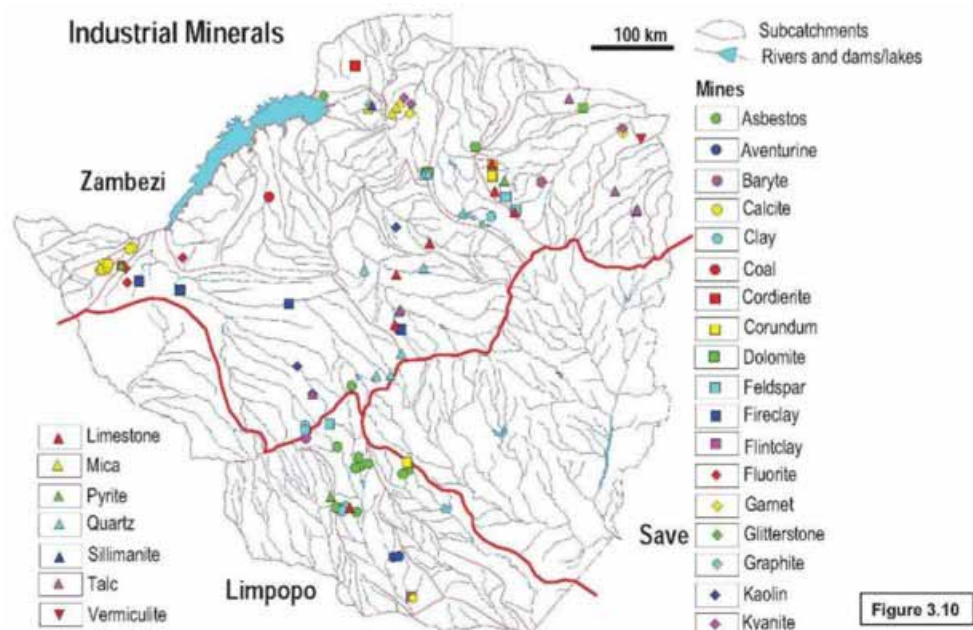 Industrial Minerals
100 km
Subcatchments
Rivers and dams/lakes
Mines
Asbestos
Aventurine
Baryte
Calcite
Clay
Coal
Cordierite
Corundum
Dolomite
Feldspar
Fireclay
Flintclay
Fluorite
Garnet
Glitterstone
Graphite
Kaolin
Kyanite
Zambezi
Limestone
Mica
Pyrite
Quartz
Sillimanite
Talc
Vermiculite
Limpopo
Save
Figure 3.10